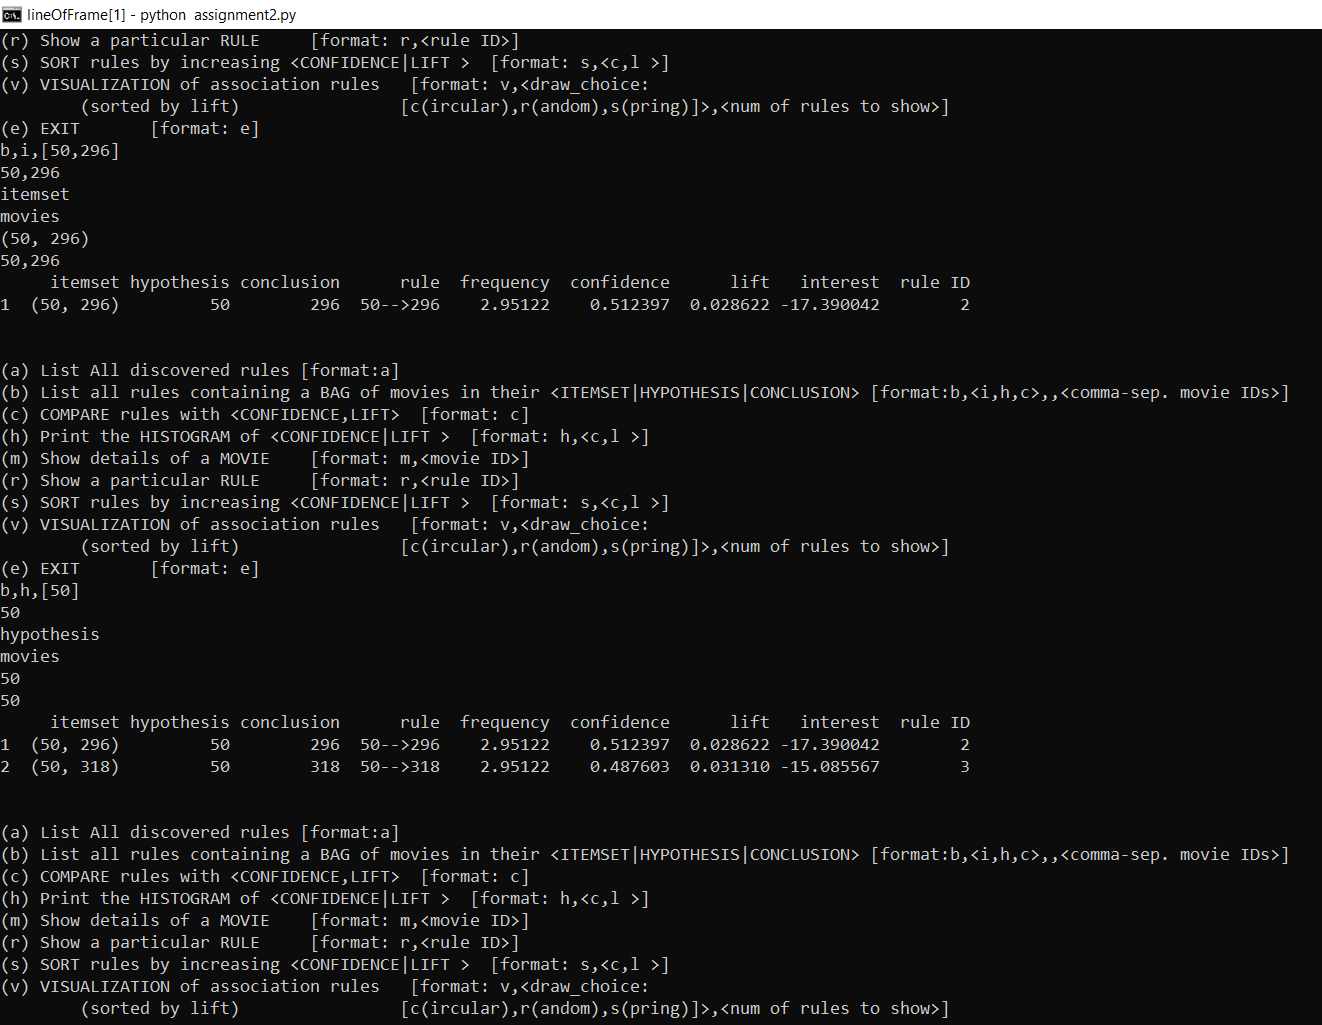 lineOfFrame[1] - python  assignment2.py
(r) Show a particular RULE     [format: r,<rule ID>]
(s) SORT rules by increasing <CONFIDENCE|LIFT >  [format: s,<c,l >]
(v) VISUALIZATION of association rules   [format: v,<draw_choice:
        (sorted by lift)                [c(ircular),r(andom),s(pring)]>,<num of rules to show>]
(e) EXIT       [format: e]
b,i,[50,296]
50,296
itemset
movies
(50, 296)
50,296
     itemset hypothesis conclusion      rule  frequency  confidence      lift   interest  rule ID
1  (50, 296)         50        296  50-->296    2.95122    0.512397  0.028622 -17.390042        2
(a) List All discovered rules [format:a]
(b) List all rules containing a BAG of movies in their <ITEMSET|HYPOTHESIS|CONCLUSION> [format:b,<i,h,c>,,<comma-sep. movie IDs>]
(c) COMPARE rules with <CONFIDENCE,LIFT>  [format: c]
(h) Print the HISTOGRAM of <CONFIDENCE|LIFT >  [format: h,<c,l >]
(m) Show details of a MOVIE    [format: m,<movie ID>]
(r) Show a particular RULE     [format: r,<rule ID>]
(s) SORT rules by increasing <CONFIDENCE|LIFT >  [format: s,<c,l >]
(v) VISUALIZATION of association rules   [format: v,<draw_choice:
        (sorted by lift)                [c(ircular),r(andom),s(pring)]>,<num of rules to show>]
(e) EXIT       [format: e]
b,h,[50]
50
hypothesis
movies
50
50
     itemset hypothesis conclusion      rule  frequency  confidence      lift   interest  rule ID
1  (50, 296)         50        296  50-->296    2.95122    0.512397  0.028622 -17.390042        2
2  (50, 318)         50        318  50-->318    2.95122    0.487603  0.031310 -15.085567        3
(a) List All discovered rules [format:a]
(b) List all rules containing a BAG of movies in their <ITEMSET|HYPOTHESIS|CONCLUSION> [format:b,<i,h,c>,,<comma-sep. movie IDs>]
(c) COMPARE rules with <CONFIDENCE,LIFT>  [format: c]
(h) Print the HISTOGRAM of <CONFIDENCE|LIFT >  [format: h,<c,l >]
(m) Show details of a MOVIE    [format: m,<movie ID>]
(r) Show a particular RULE     [format: r,<rule ID>]
(s) SORT rules by increasing <CONFIDENCE|LIFT >  [format: s,<c,l >]
(v) VISUALIZATION of association rules   [format: v,<draw_choice:
        (sorted by lift)                [c(ircular),r(andom),s(pring)]>,<num of rules to show>]